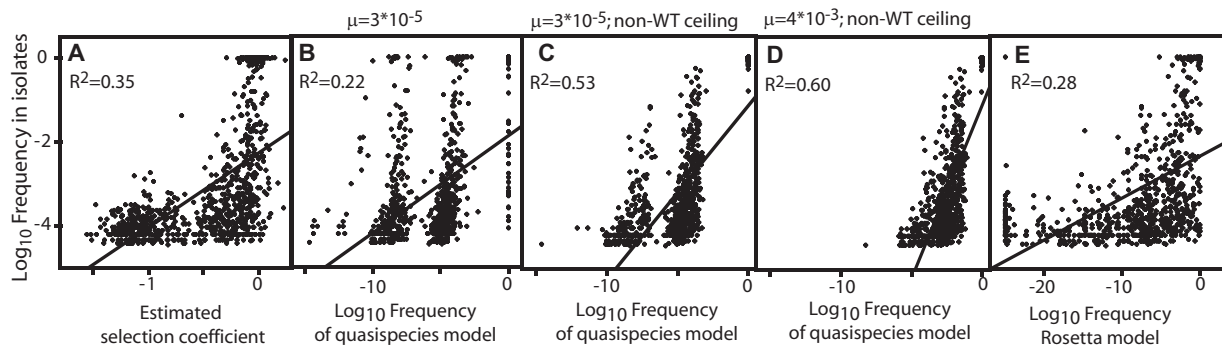 μ=3*10-5
μ=3*10-5; non-WT ceiling
μ=4*10-3; non-WT ceiling
Log10 Frequency in isolates
0
-2
-4
A
R2=0.35
B
R2=0.22
C
R2=0.53
D
R2=0.60
E
R2=0.28
-1 0
-10 0
-10 -5 0
-10 -5 0
-20 -10 0
Estimated
selection coefficient
Log10 Frequency
of quasispecies model
Log10 Frequency
of quasispecies model
Log10 Frequency
of quasispecies model
Log10 Frequency
Rosetta model